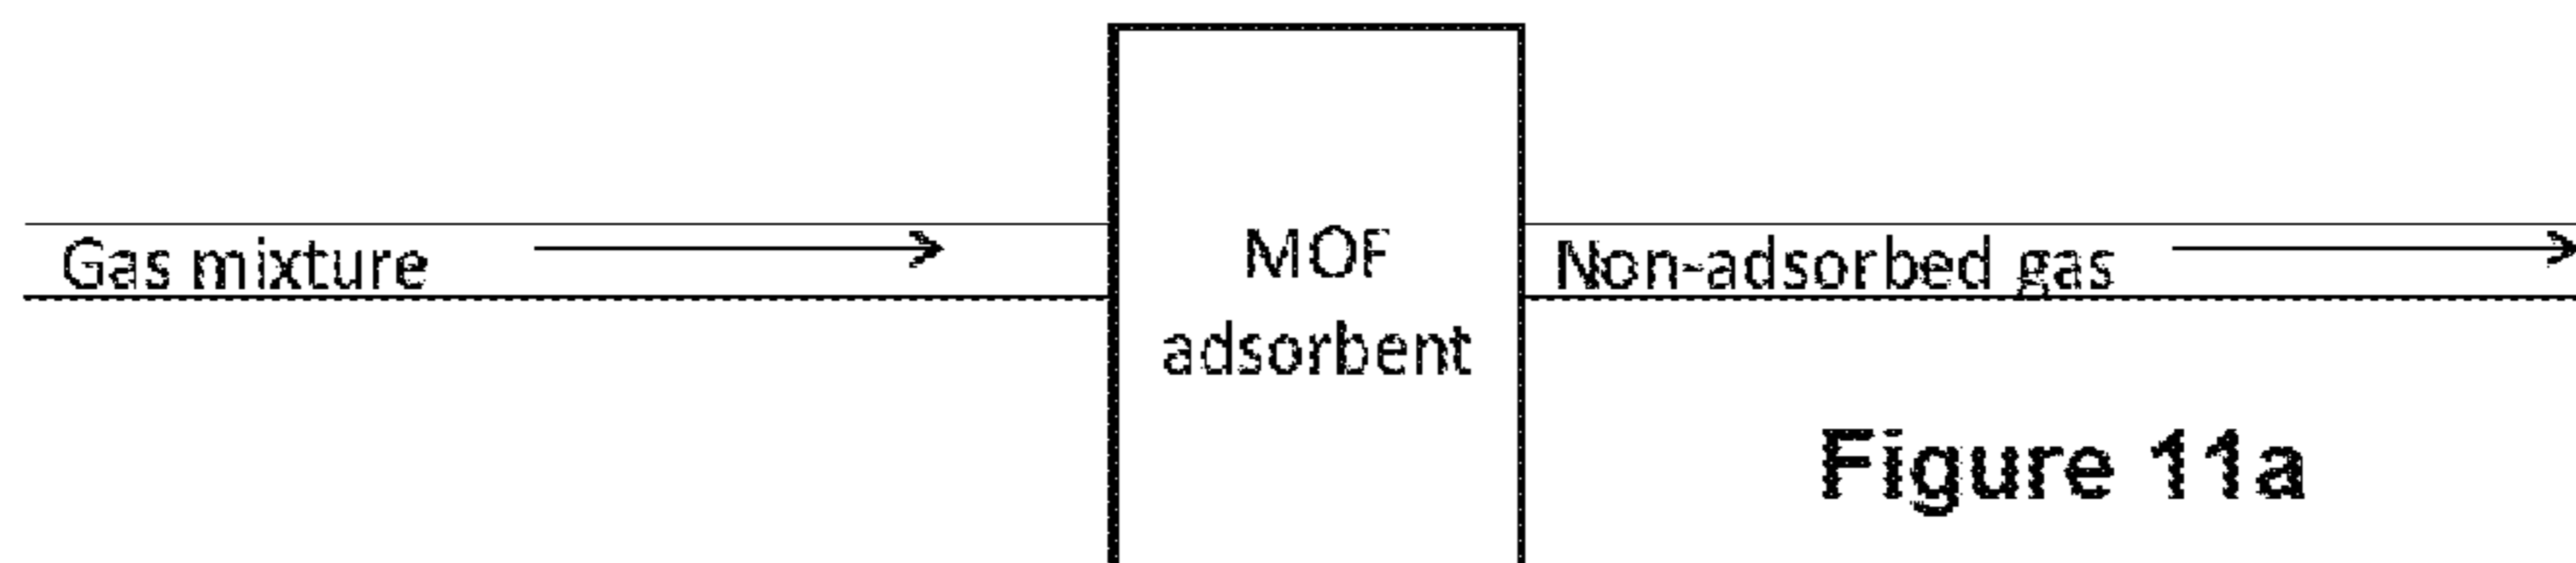 Gas mixture
MOF
adsorbent
Non-adsorbed gas
Figure 11a